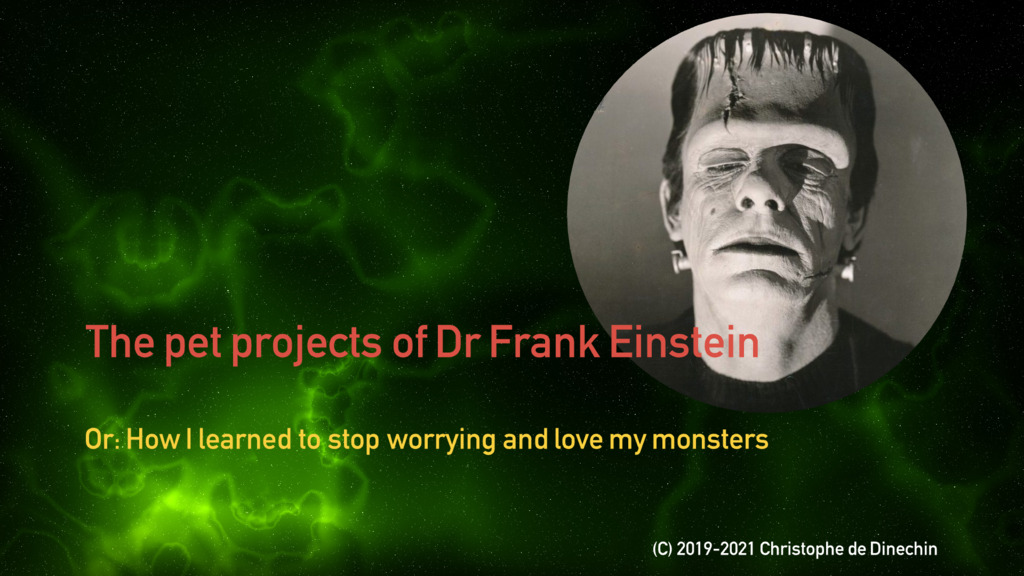 The pet projects of Dr Frank Einstein
Or: How I learned to stop worrying and love my monsters
(C) 2019-2021 Christophe de Dinechin